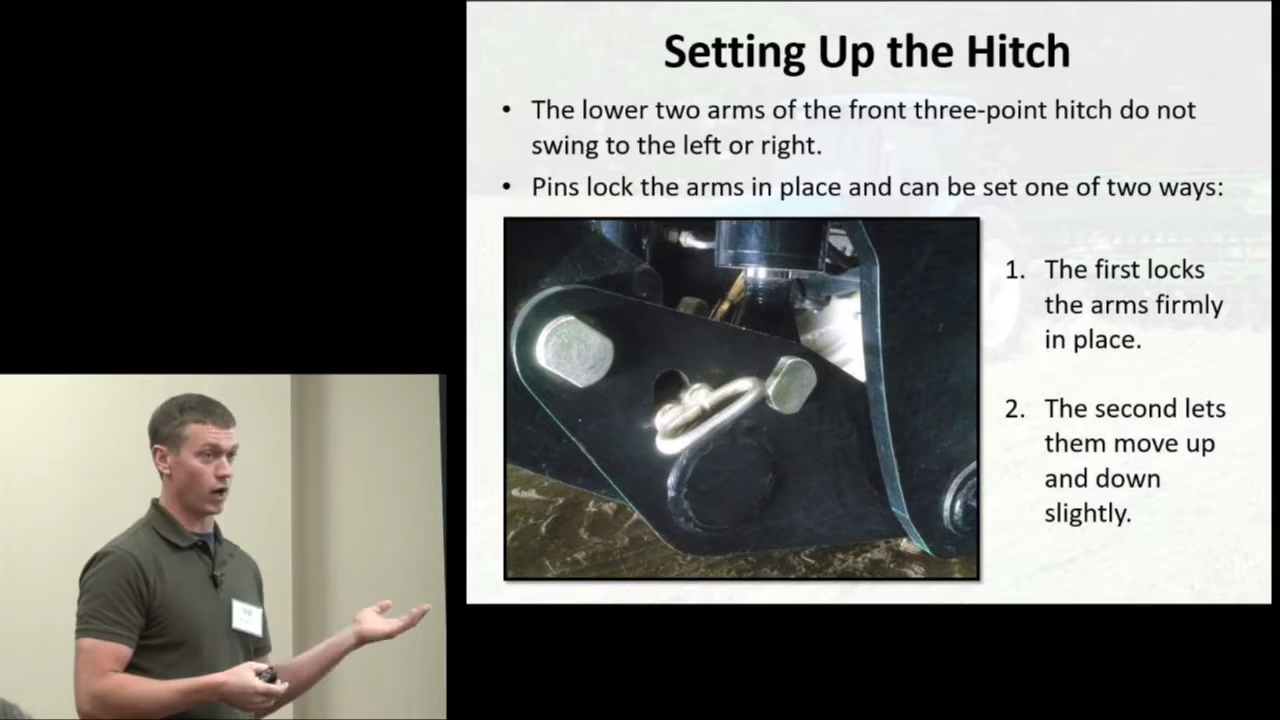 Setting Up the Hitch
• The lower two arms of the front three-point hitch do not
swing to the left or right.
• Pins lock the arms in place and can be set one of two ways:
1. The first locks
the arms firmly
in place.
2. The second lets
them move up
and down
slightly.